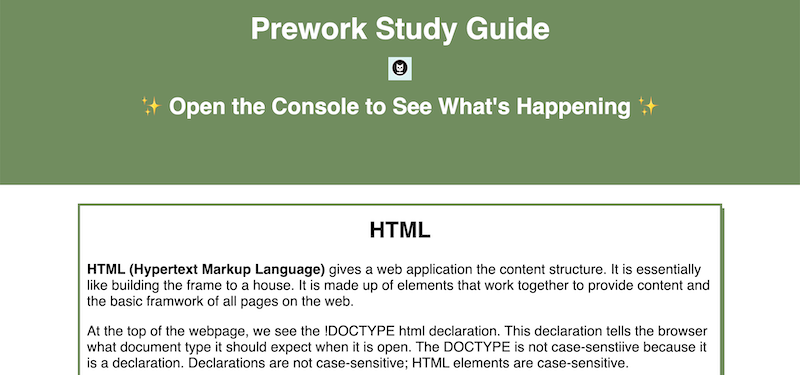 Prework Study Guide
✨ Open the Console to See What's Happening ✨
HTML
HTML (Hypertext Markup Language) gives a web application the content structure. It is essentially
like building the frame to a house. It is made up of elements that work together to provide content and
the basic framwork of all pages on the web.
At the top of the webpage, we see the !DOCTYPE html declaration. This declaration tells the browser
what document type it should expect when it is open. The DOCTYPE is not case-senstiive because it
is a declaration. Declarations are not case-sensitive; HTML elements are case-sensitive.